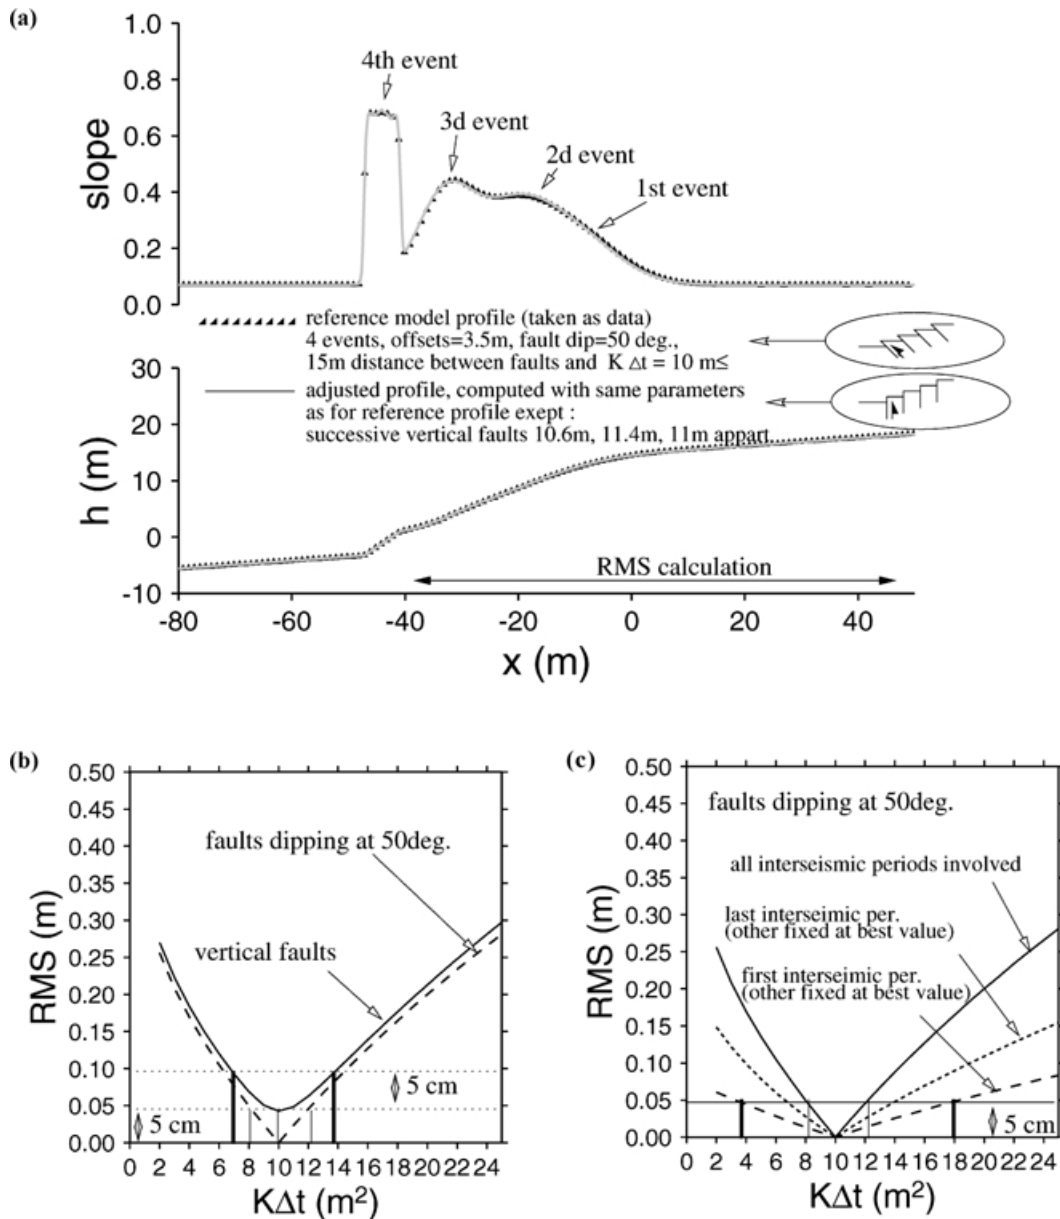 (a)
1.0
0.8
0.6
0.4
0.2
0.0
slope
4th event
3d event
2d event
1st event
reference model profile (taken as data)
4 events, offsets=3.5m, fault dip=50 deg.,
15m distance between faults and K Δt = 10 m≤
adjusted profile, computed with same parameters
as for reference profile exept :
successive vertical faults 10.6m, 11.4m, 11m appart
30
20
10
0
-10
h (m)
RMS calculation
-80 -60 -40 -20 0 20 40
x (m)
(b)
0.50
0.45
0.40
0.35
0.30
0.25
0.20
0.15
0.10
0.05
0.00
RMS (m)
faults dipping at 50deg.
vertical faults
5 cm
5 cm
0 2 4 6 8 10 12 14 16 18 20 22 24
KΔt (m²)
(c)
0.50
0.45
0.40
0.35
0.30
0.25
0.20
0.15
0.10
0.05
0.00
RMS (m)
faults dipping at 50deg.
all interseismic periods involved
last interseimic per.
(other fixed at best value)
first interseimic per.
(other fixed at best value)
5 cm
0 2 4 6 8 10 12 14 16 18 20 22 24
KΔt (m²)